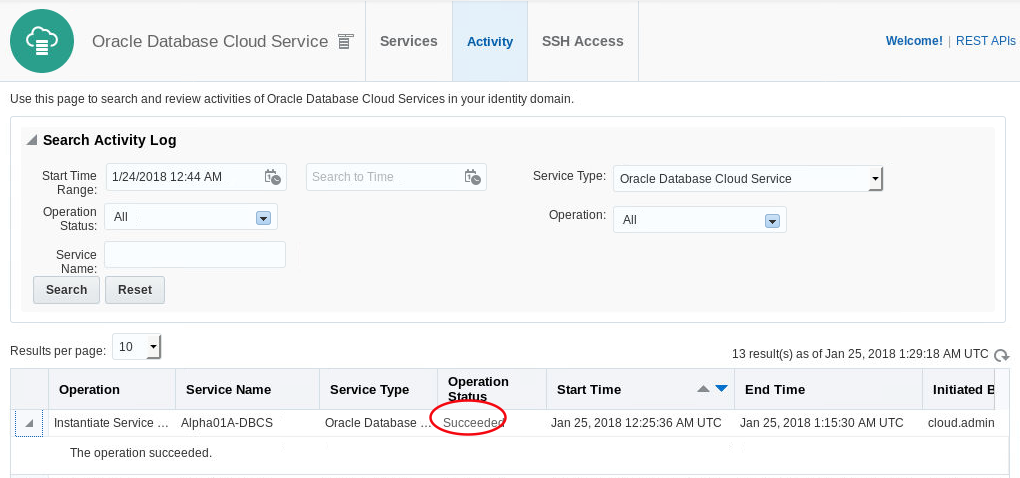 Oracle Database Cloud Service
Services
Activity
SSH Access
Welcome! | REST APIs
Use this page to search and review activities of Oracle Database Cloud Services in your identity domain.
Search Activity Log
Start Time Range: 1/24/2018 12:44 AM Search to Time Service Type: Oracle Database Cloud Service
Operation Status: All Operation: All
Service Name:
Search Reset
Results per page: 10 13 result(s) as of Jan 25, 2018 1:29:18 AM UTC
Operation Service Name Service Type Operation Status Start Time End Time Initiated B
Instantiate Service ... Alpha01A-DBCS Oracle Database ... Succeeded Jan 25, 2018 12:25:36 AM UTC Jan 25, 2018 1:15:30 AM UTC cloud.admin
The operation succeeded.